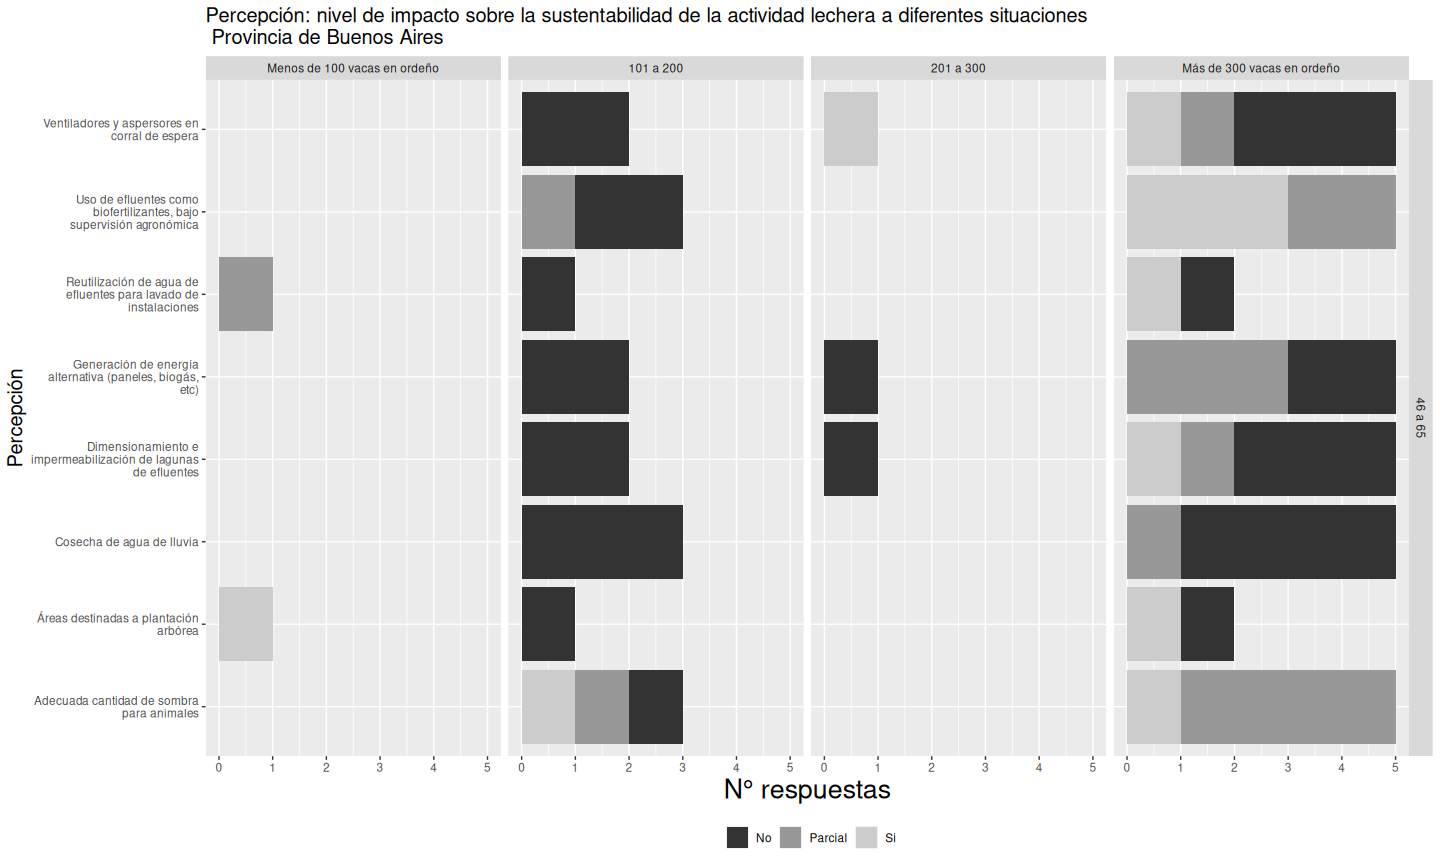 Percepción: nivel de impacto sobre la sustentabilidad de la actividad lechera a diferentes situaciones
Provincia de Buenos Aires
Menos de 100 vacas en ordeño
101 a 200
201 a 300
Más de 300 vacas en ordeño
Ventiladores y aspersores en
corral de espera
Uso de efluentes como
biofertilizantes, bajo
supervisión agronómica
Reutilización de agua de
efluentes para lavado de
instalaciones
Generación de energía
alternativa (paneles, biogás,
etc)
Dimensionamiento e
impermeabilización de lagunas
de efluentes
Cosecha de agua de lluvia
Áreas destinadas a plantación
arbórea
Adecuada cantidad de sombra
para animales
Percepción
46 a 65
0 1 2 3 4 5
0 1 2 3 4 5
0 1 2 3 4 5
0 1 2 3 4 5
Nº respuestas
No Parcial Si